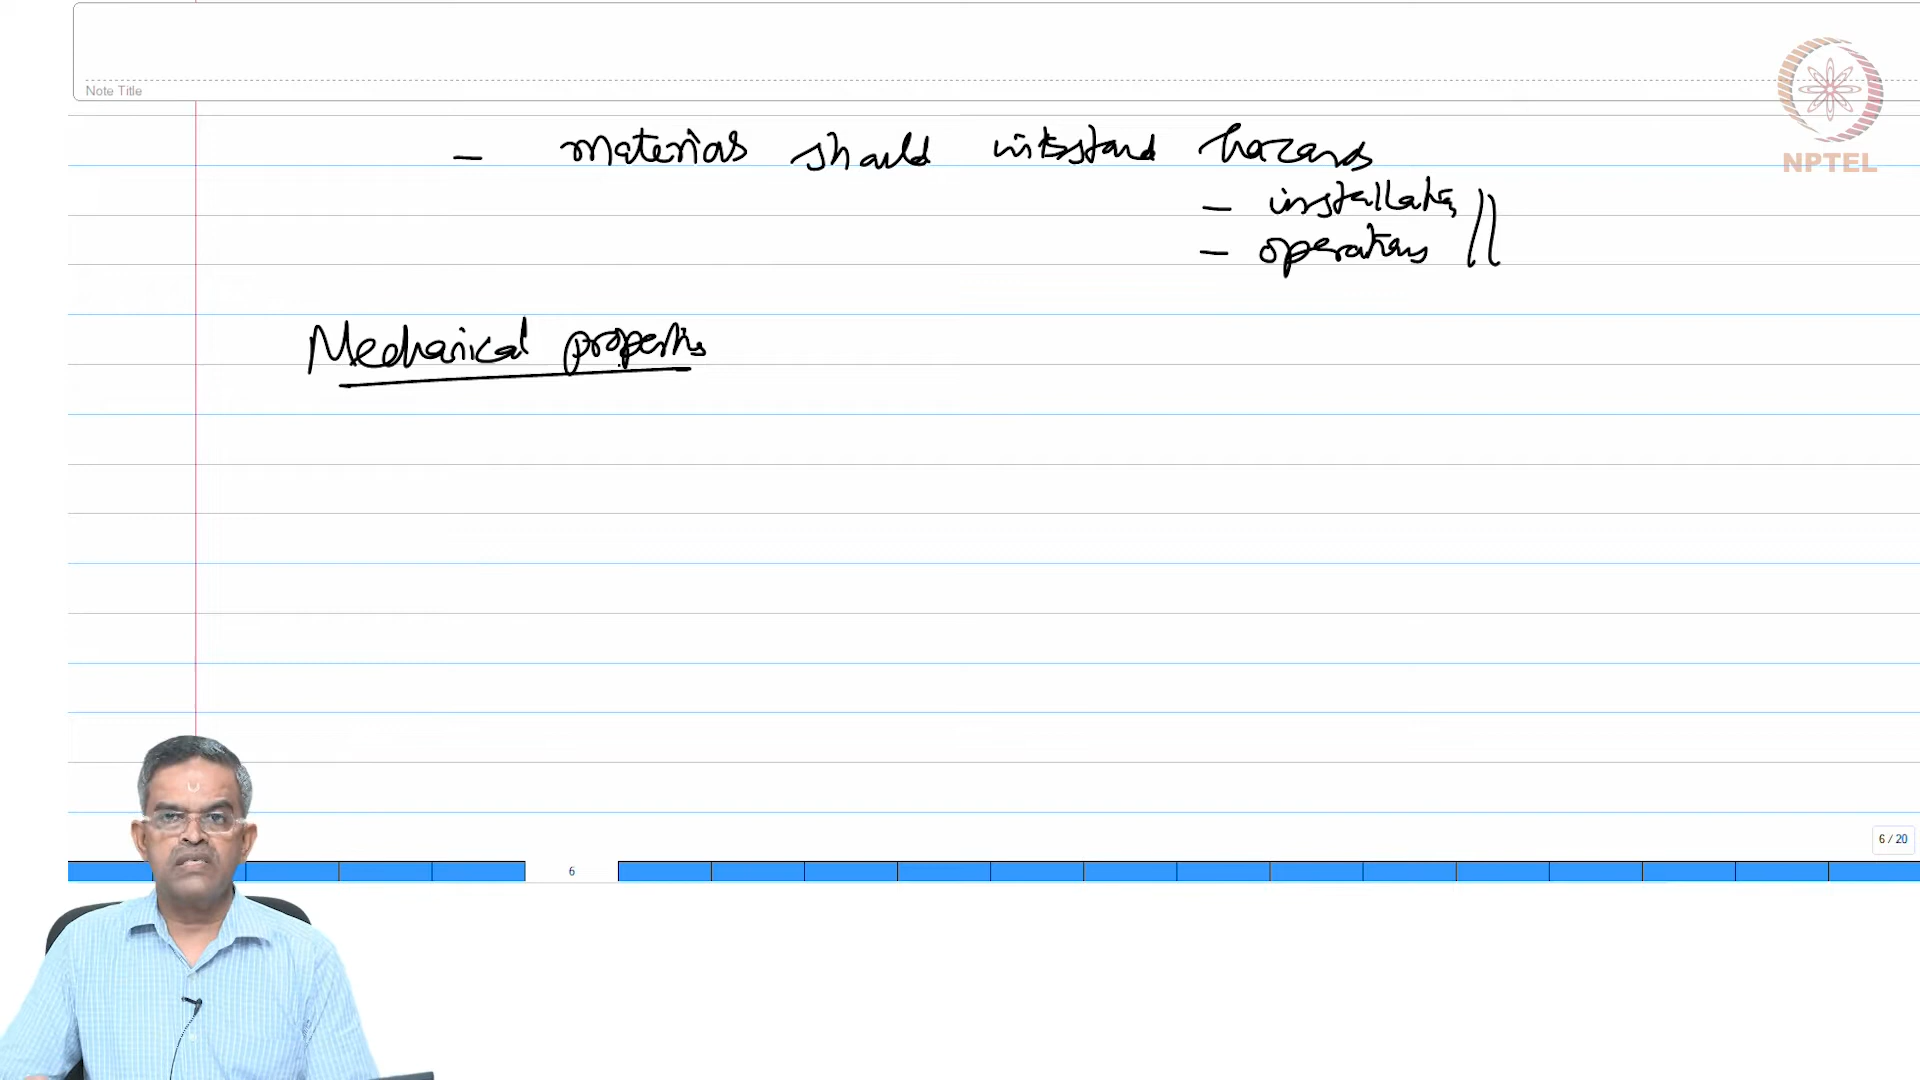 Note Title
NPTEL
- materials should withstand hazards
- installation
- operations
Mechanical properties
6 / 20
6